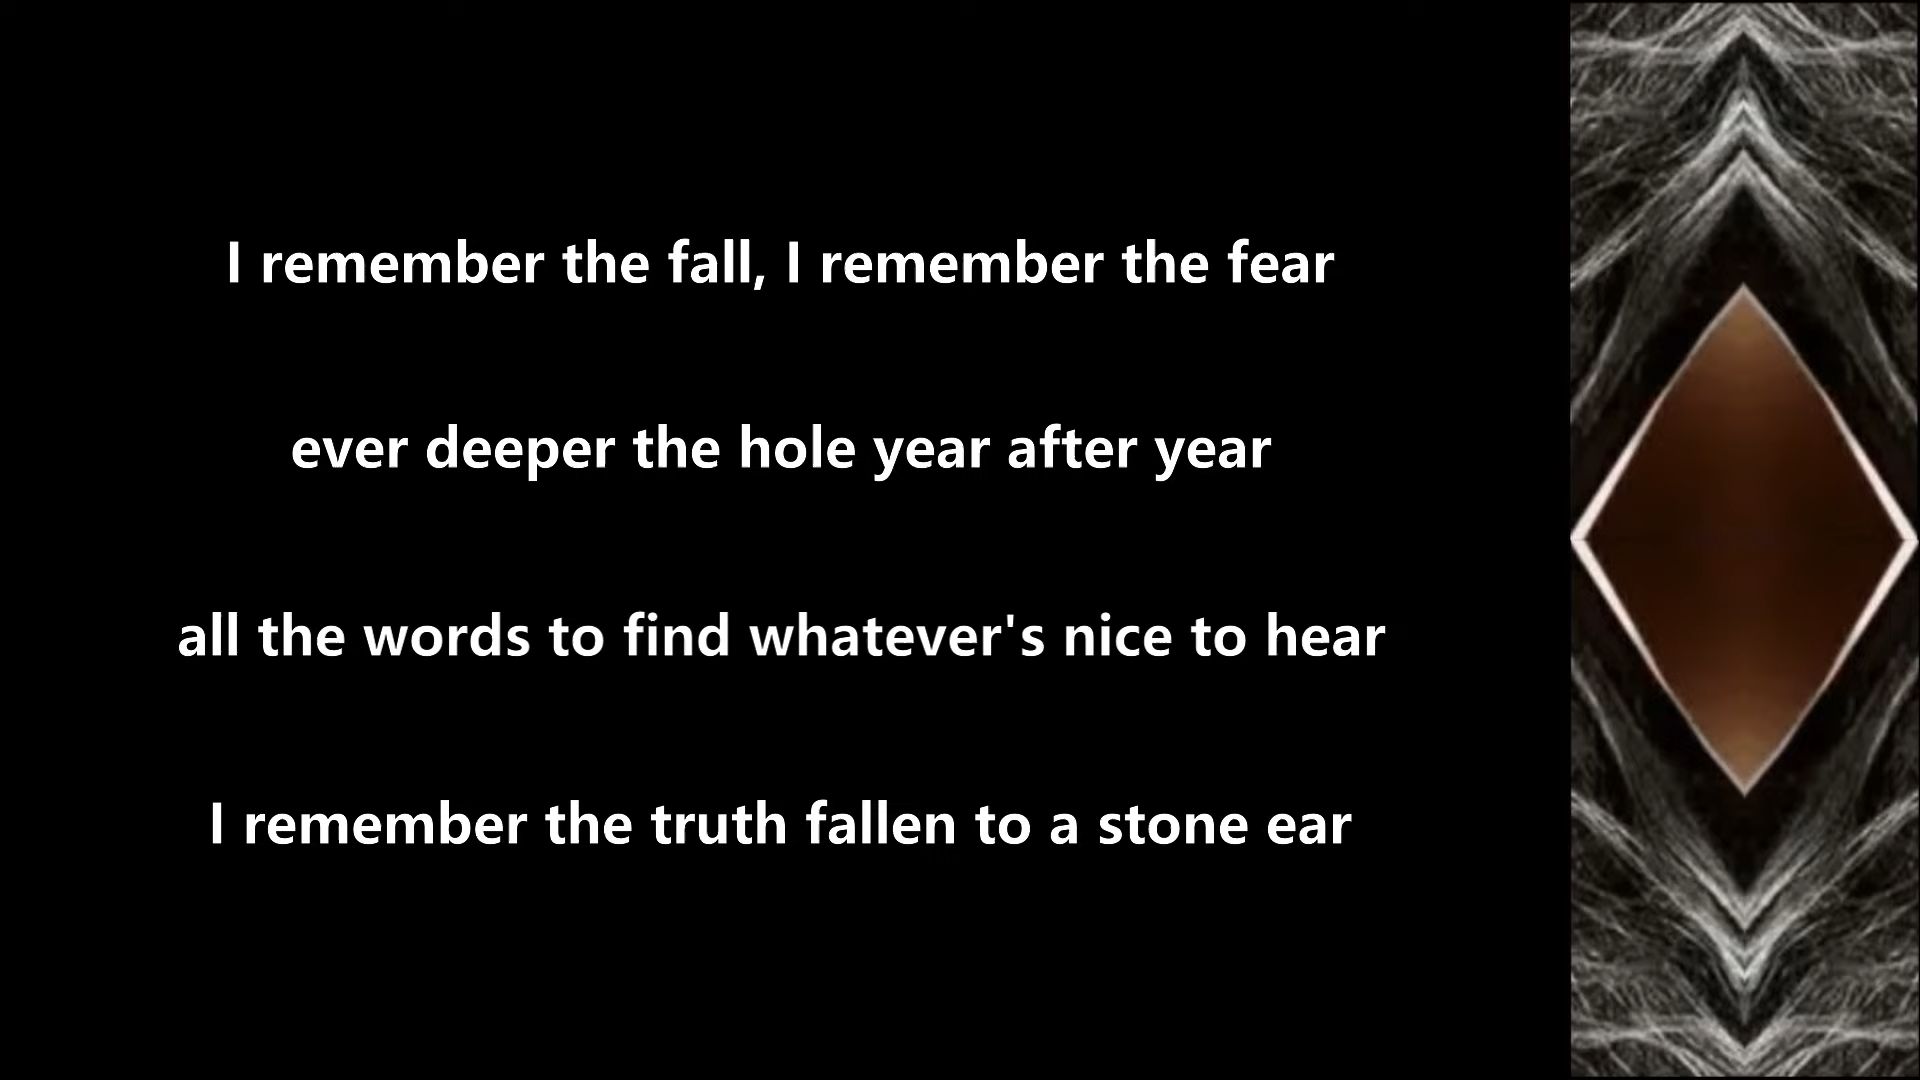 I remember the fall, I remember the fear
ever deeper the hole year after year
all the words to find whatever's nice to hear
I remember the truth fallen to a stone ear